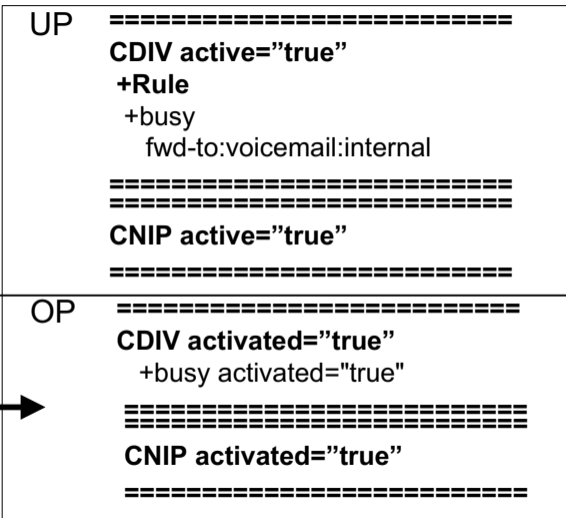 UP
==========================
CDIV active=”true”
+Rule
+busy
fwd-to:voicemail:internal
==========================
==========================
CNIP active=”true”
==========================
OP
==========================
CDIV activated=”true”
+busy activated="true"
==========================
==========================
CNIP activated=”true”
==========================